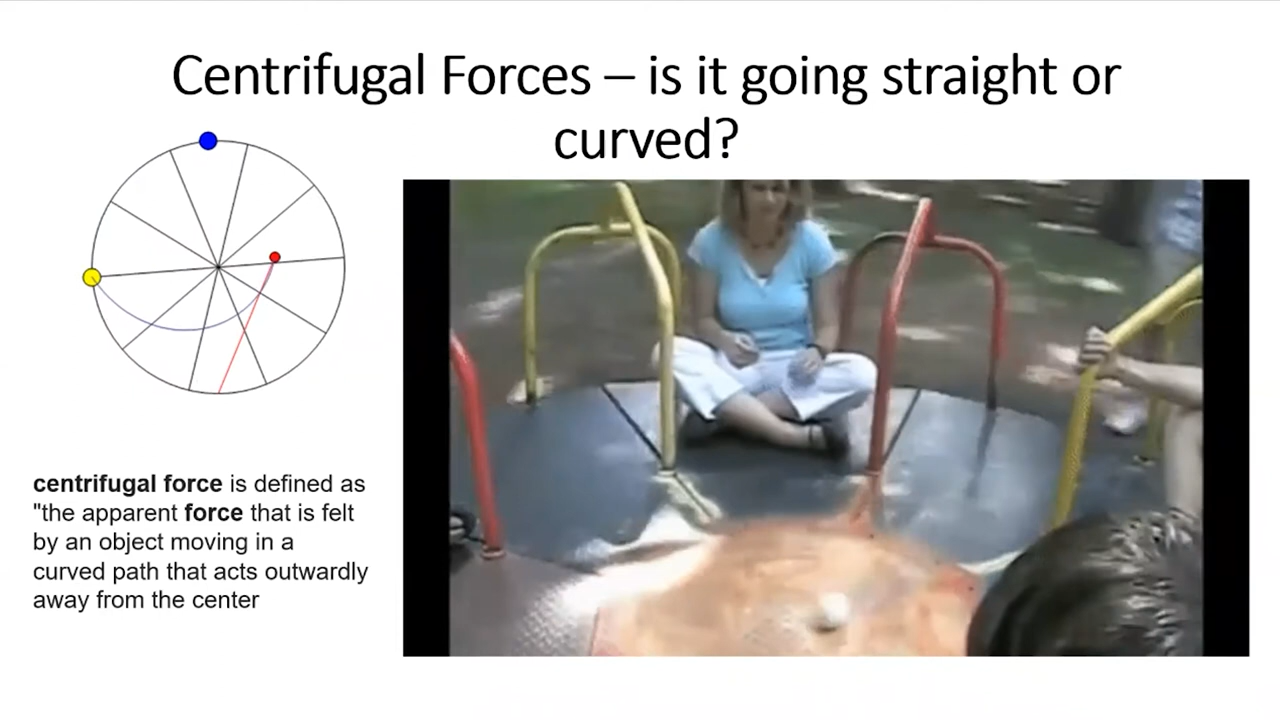 Centrifugal Forces – is it going straight or
curved?
centrifugal force is defined as
"the apparent force that is felt
by an object moving in a
curved path that acts outwardly
away from the center